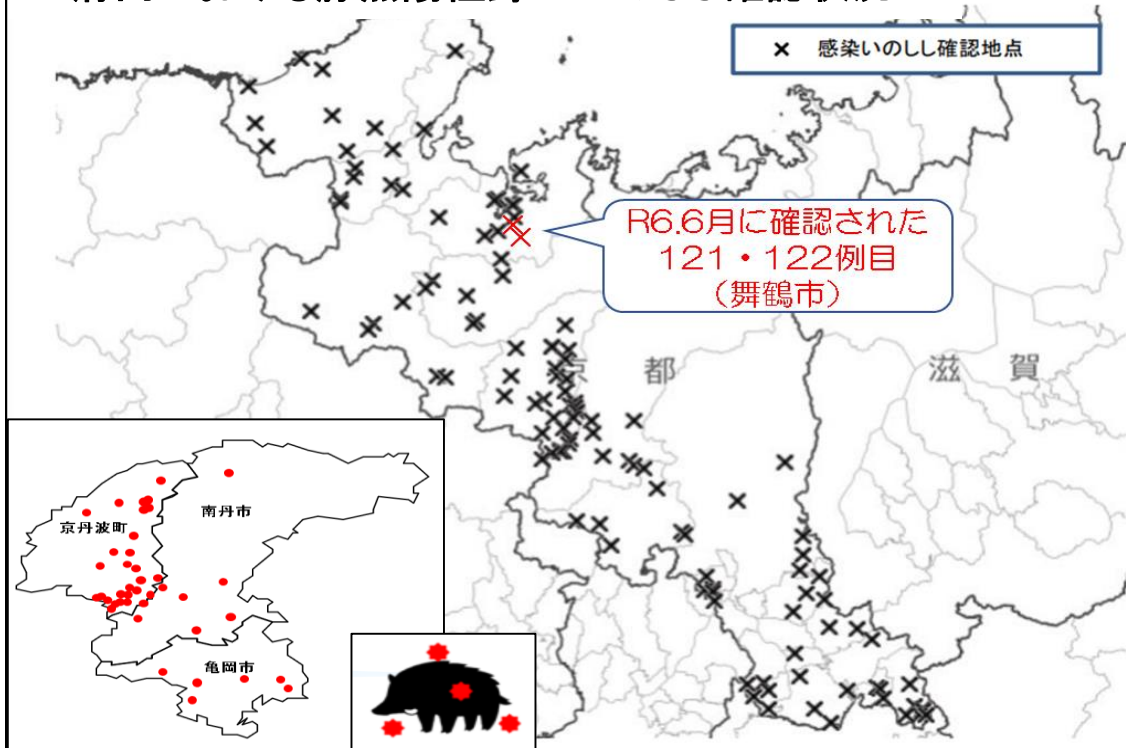 × 感染いのしし確認地点
R6.6月に確認された
121・122例目
（舞鶴市）
京 都
滋 賀
南丹市
京丹波町
亀岡市